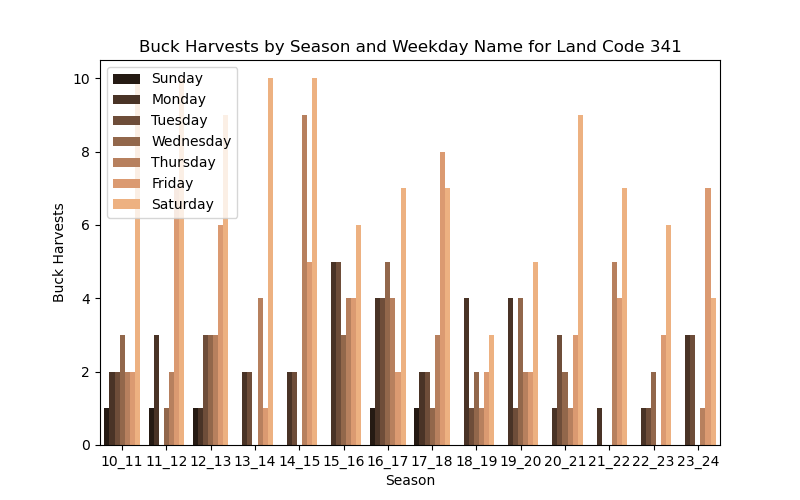 Buck Harvests by Season and Weekday Name for Land Code 341
Buck Harvests
10
8
6
4
2
0
Sunday
Monday
Tuesday
Wednesday
Thursday
Friday
Saturday
10_11 11_12 12_13 13_14 14_15 15_16 16_17 17_18 18_19 19_20 20_21 21_22 22_23 23_24
Season